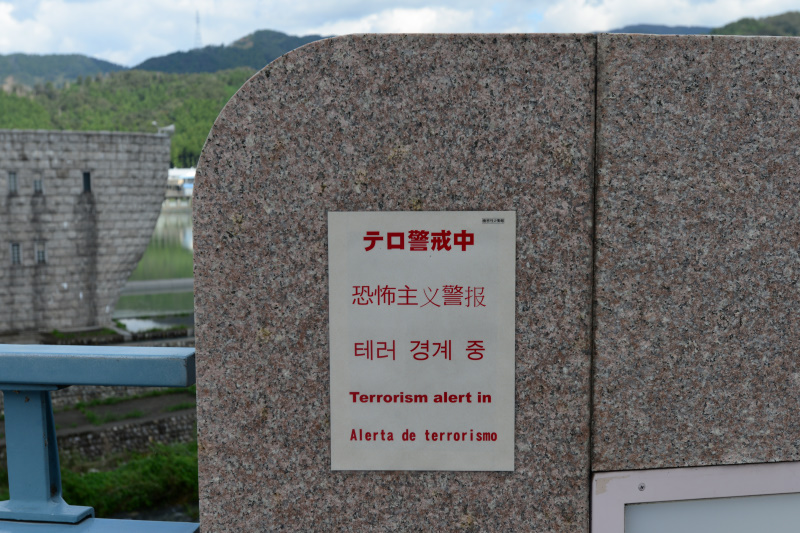 テロ警戒中
恐怖主义警报
테러 경계 중
Terrorism alert in
Alerta de terrorismo